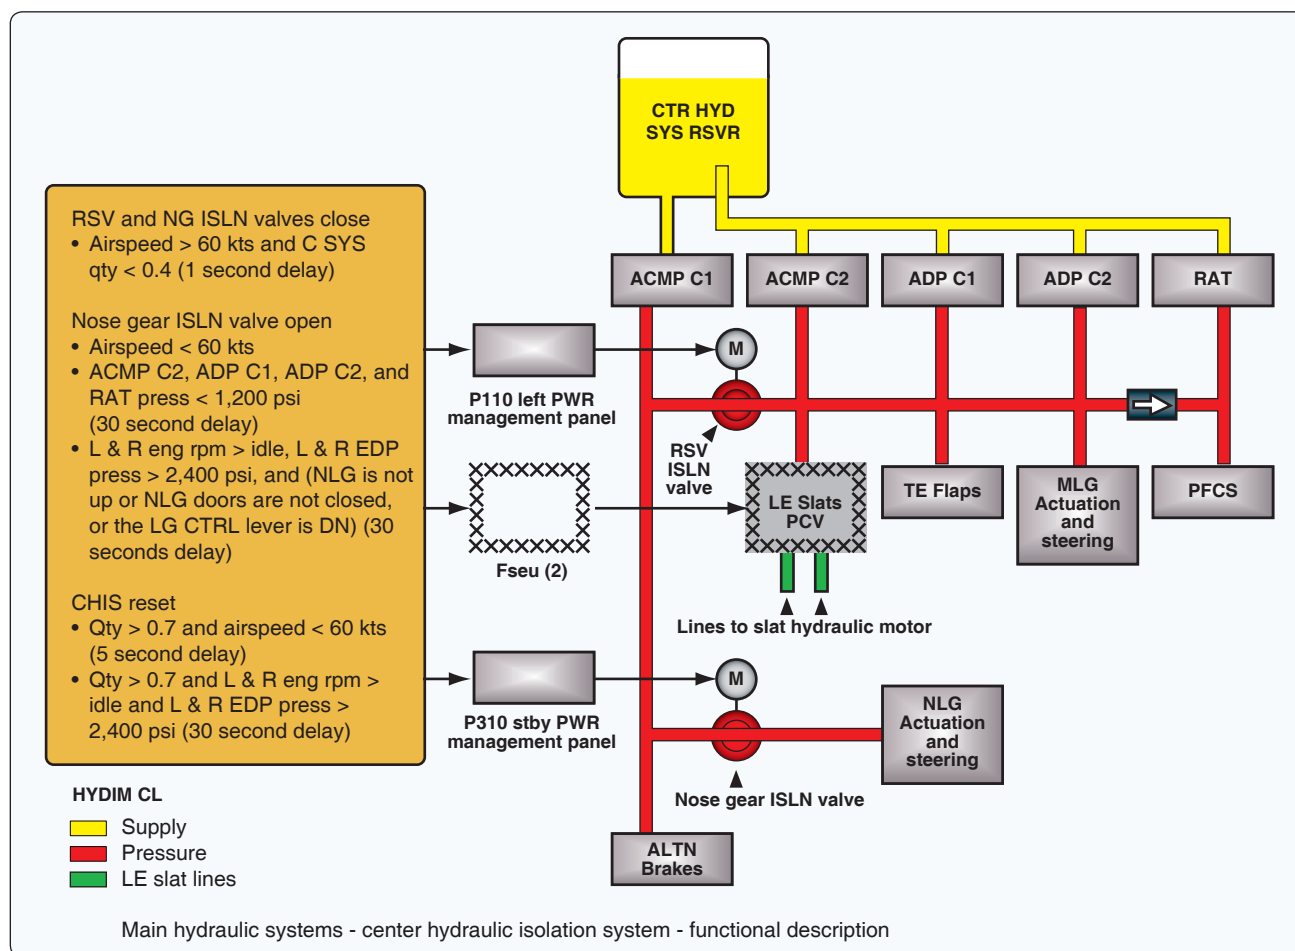 CTR HYD
SYS RSVR
RSV and NG ISLN valves close
• Airspeed > 60 kts and C SYS
qty < 0.4 (1 second delay)
Nose gear ISLN valve open
• Airspeed < 60 kts
• ACMP C2, ADP C1, ADP C2, and
RAT press < 1,200 psi
(30 second delay)
• L & R eng rpm > idle, L & R EDP
press > 2,400 psi, and (NLG is not
up or NLG doors are not closed,
or the LG CTRL lever is DN) (30
seconds delay)
CHIS reset
• Qty > 0.7 and airspeed < 60 kts
(5 second delay)
• Qty > 0.7 and L & R eng rpm >
idle and L & R EDP press >
2,400 psi (30 second delay)
ACMP C1
ACMP C2
ADP C1
ADP C2
RAT
M
P110 left PWR
management panel
RSV
ISLN
valve
LE Slats
PCV
TE Flaps
MLG
Actuation
and
steering
PFCS
Fseu (2)
Lines to slat hydraulic motor
M
P310 stby PWR
management panel
NLG
Actuation
and
steering
Nose gear ISLN valve
ALTN
Brakes
HYDIM CL
Supply
Pressure
LE slat lines
Main hydraulic systems - center hydraulic isolation system - functional description